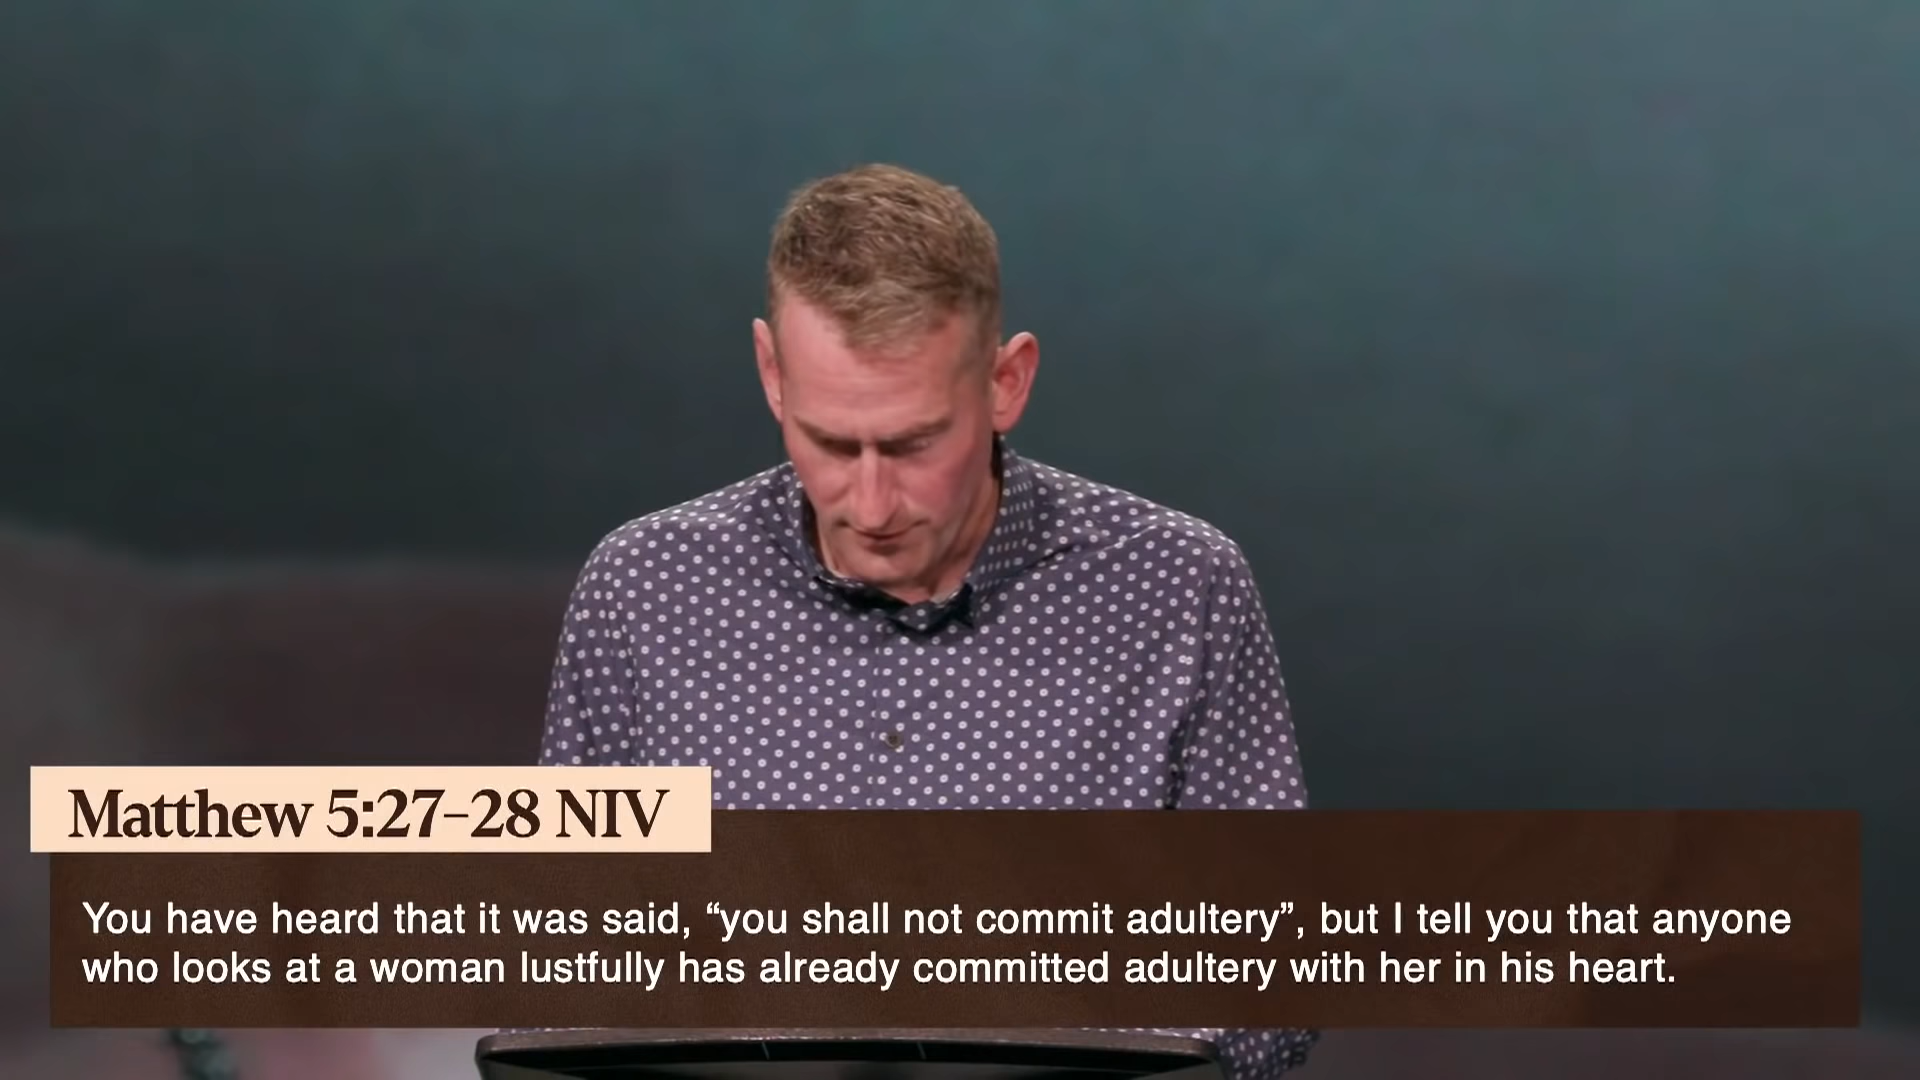 Matthew 5:27–28 NIV
You have heard that it was said, “you shall not commit adultery”, but I tell you that anyone
who looks at a woman lustfully has already committed adultery with her in his heart.